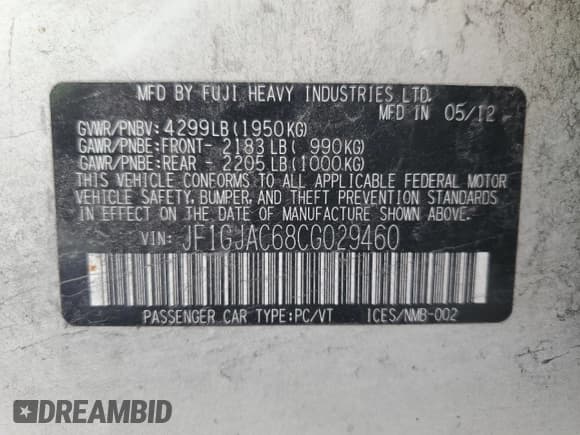 MFD BY FUJI HEAVY INDUSTRIES LTD.
MFD IN 05/12
GVWR/PNBV: 4299LB(1950KG)
GAWR/PNBE:FRONT- 2183LB( 990KG)
GAWR/PNBE:REAR - 2205LB(1000KG)
THIS VEHICLE CONFORMS TO ALL APPLICABLE FEDERAL MOTOR
VEHICLE SAFETY, BUMPER, AND THEFT PREVENTION STANDARDS
IN EFFECT ON THE DATE OF MANUFACTURE SHOWN ABOVE.
VIN: JF1GJAC68CG029460
PASSENGER CAR TYPE:PC/VT ICES/NMB-002
DREAMBID